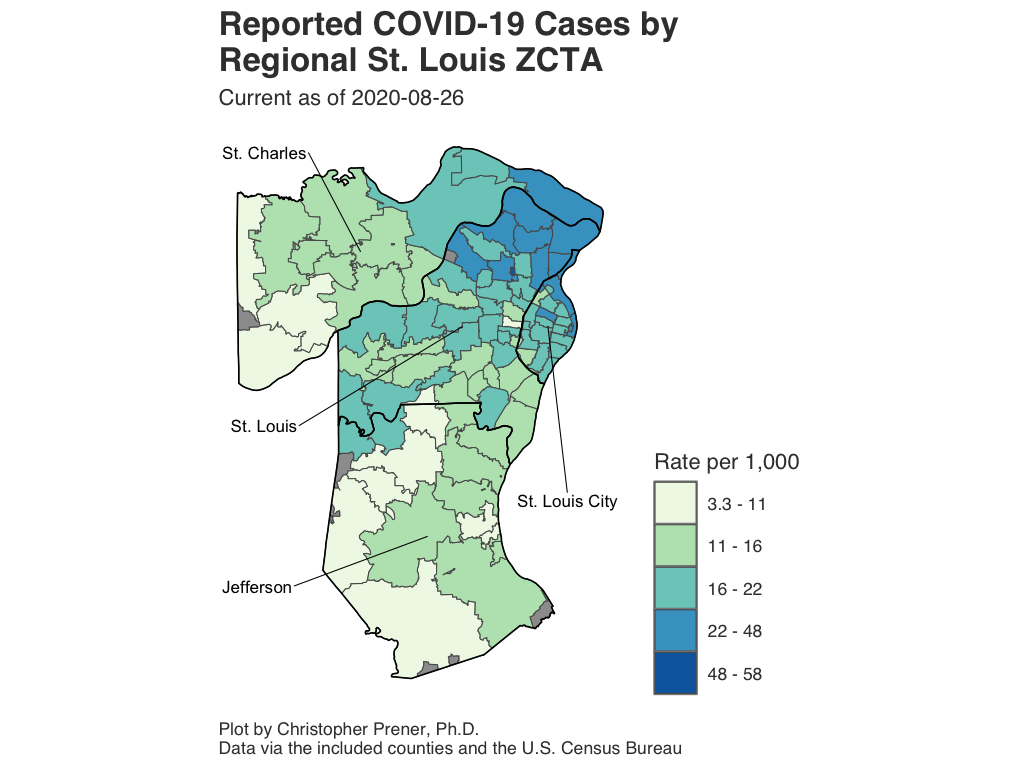 Reported COVID-19 Cases by
Regional St. Louis ZCTA
Current as of 2020-08-26
St. Charles
St. Louis
St. Louis City
Jefferson
Rate per 1,000
3.3 - 11
11 - 16
16 - 22
22 - 48
48 - 58
Plot by Christopher Prener, Ph.D.
Data via the included counties and the U.S. Census Bureau